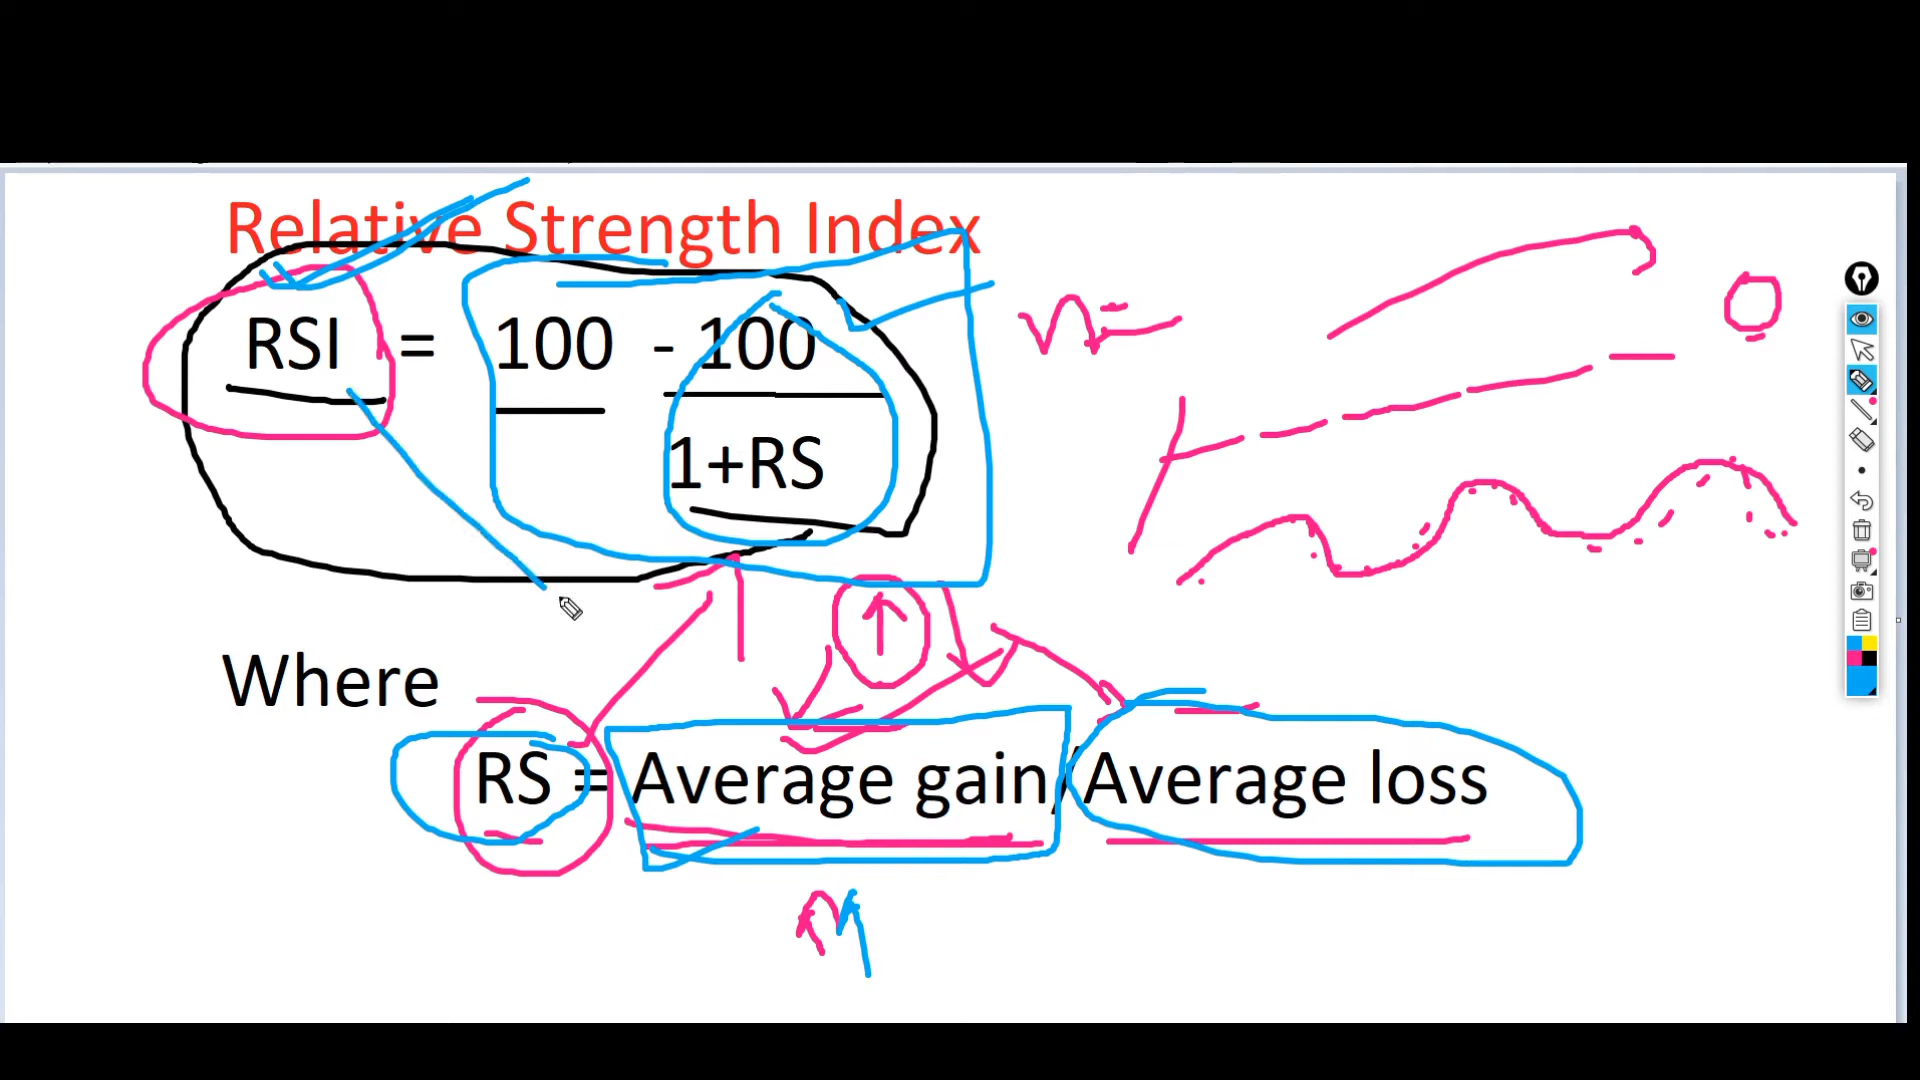 Relative Strength Index
RSI = 100 - 100
1+RS
Where
RS = Average gain/Average loss